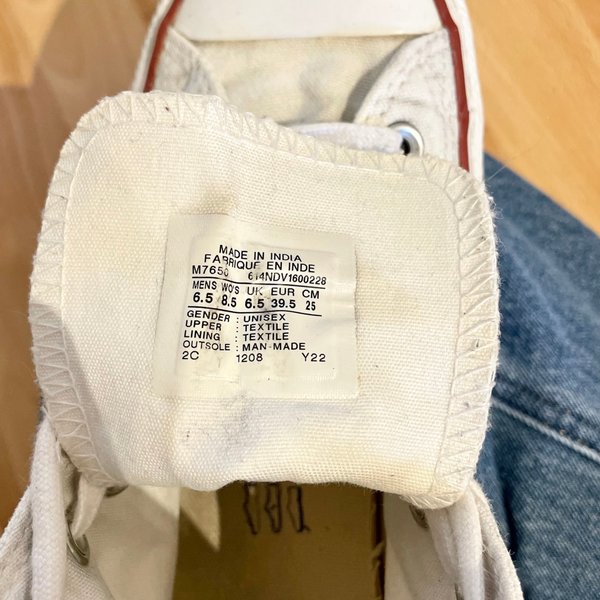 MADE IN INDIA
FABRIQUE EN INDE
M7650 614NDV1600228
MENS WO'S UK EUR CM
6.5 8.5 6.5 39.5 25
GENDER : UNISEX
UPPER : TEXTILE
LINING : TEXTILE
OUTSOLE : MAN-MADE
2C 1208 Y22